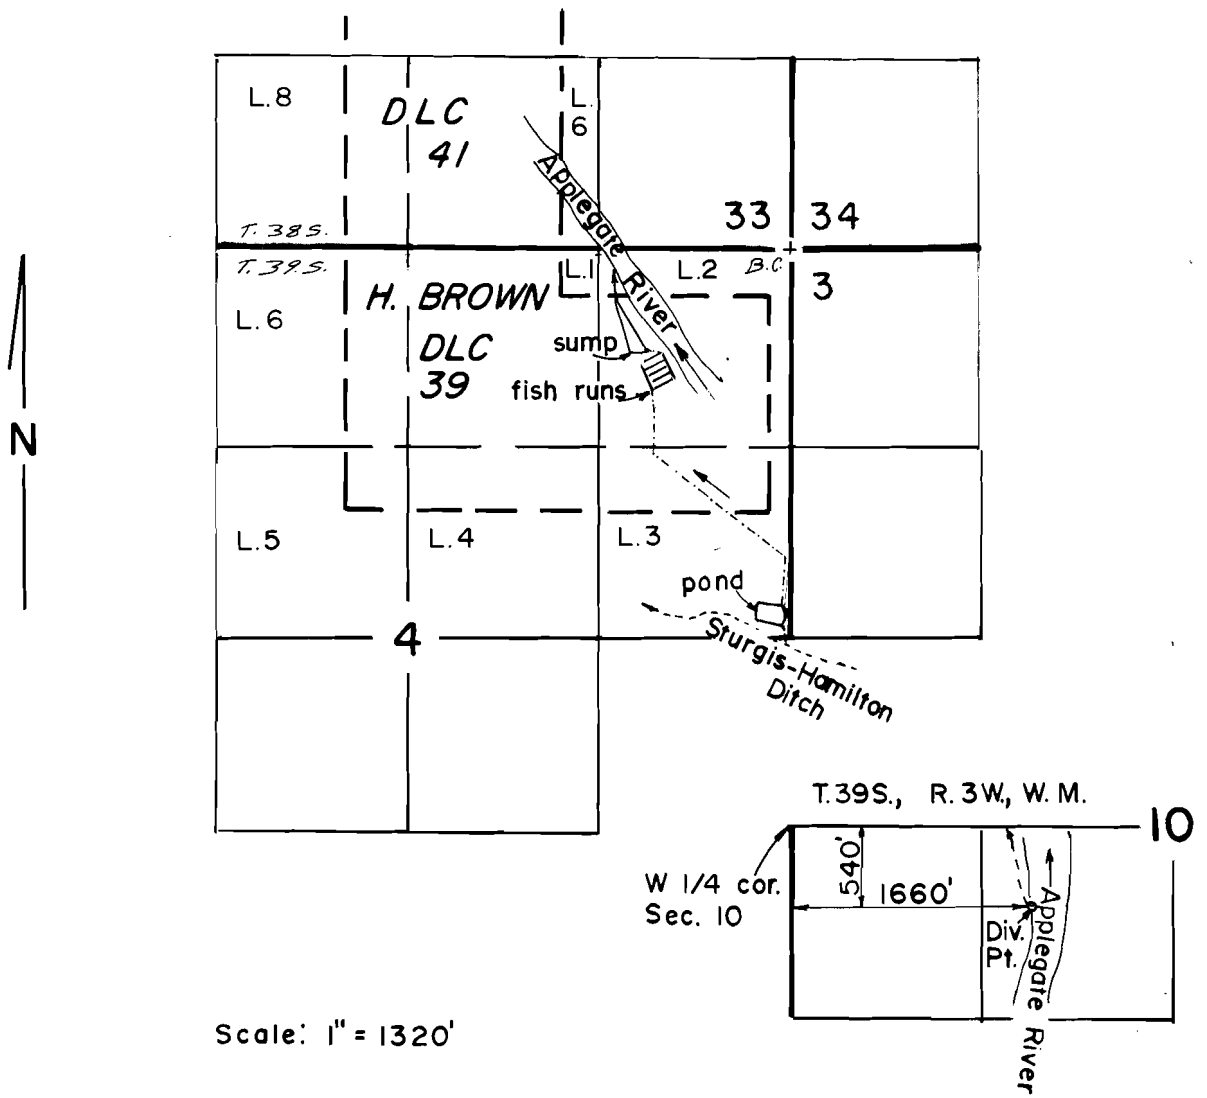 L.8
DLC
41
L.
6
Applegate River
33
34
T. 38S.
T. 39.S.
L.1
L.2
B.C.
3
H. BROWN
DLC
39
L.6
sump
fish runs
N
L.5
L.4
L.3
pond
4
Sturgis-Hamilton
Ditch
T.39S., R.3W., W.M.
10
W 1/4 cor.
Sec. 10
540'
1660'
Div.
Pt.
Applegate River
Scale: 1" = 1320'